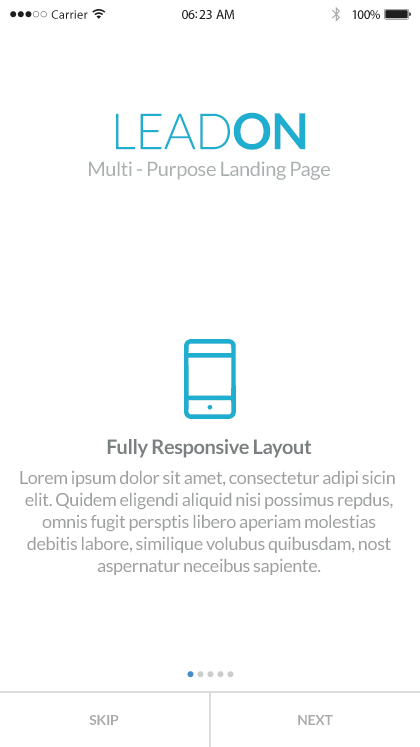 Carrier 06:23 AM 100%
LEADON
Multi - Purpose Landing Page
Fully Responsive Layout
Lorem ipsum dolor sit amet, consectetur adipi sicin
elit. Quidem eligendi aliquid nisi possimus repdus,
omnis fugit persptis libero aperiam molestias
debitis labore, similique volubus quibusdam, nost
aspernatur neceibus sapiente.
SKIP NEXT